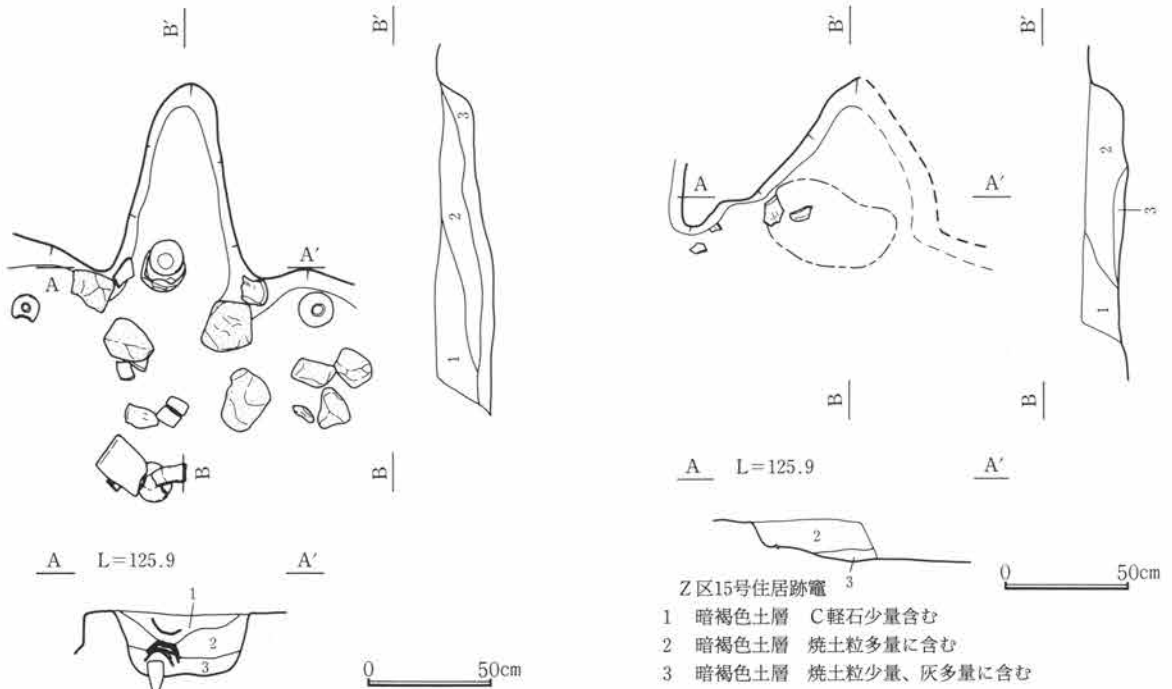 B′
B′
3
2
1
A
A′
B
B
A L=125.9 A′
1
2
3
0 50cm
B′
B′
A
A′
2
3
1
B
B
A L=125.9 A′
2
3
0 50cm
Z区15号住居跡竈
1 暗褐色土層 C軽石少量含む
2 暗褐色土層 焼土粒多量に含む
3 暗褐色土層 焼土粒少量、灰多量に含む